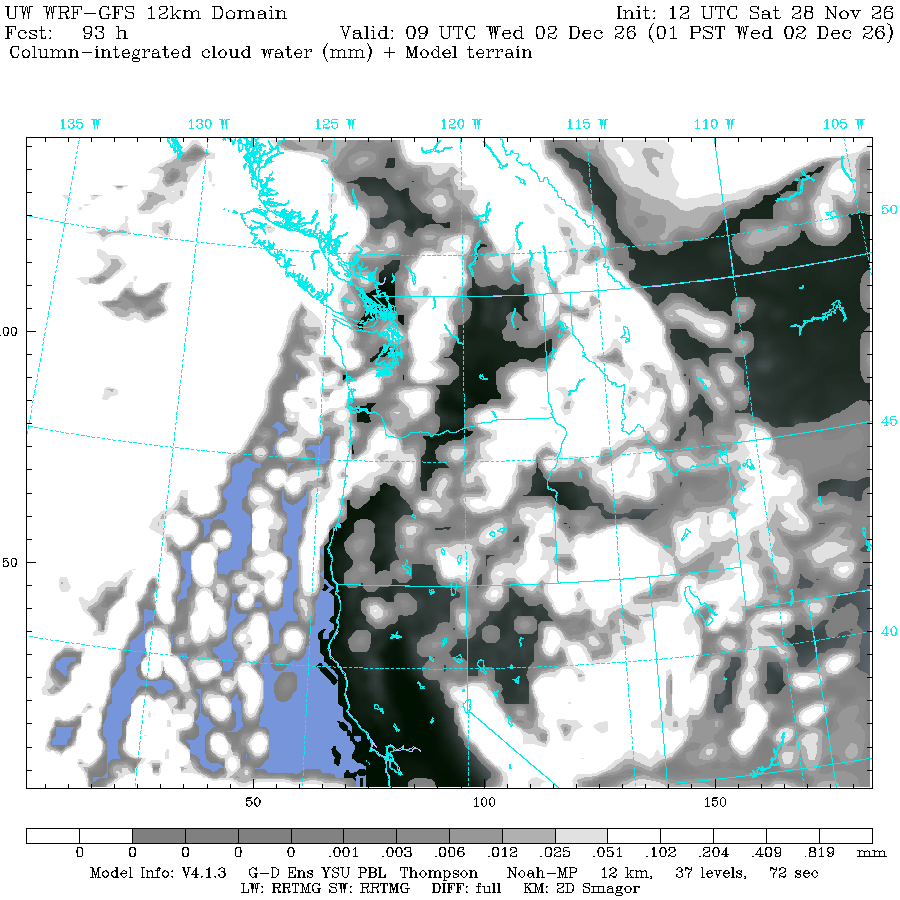 UW WRF-GFS 12km Domain Init: 12 UTC Sat 28 Nov 26
Fcst: 93 h Valid: 09 UTC Wed 02 Dec 26 (01 PST Wed 02 Dec 26)
Column-integrated cloud water (mm) + Model terrain
135 W 130 W 125 W 120 W 115 W 110 W 105 W
50
00
45
50
40
50 100 150
0 0 0 0 .001 .003 .006 .012 .025 .051 .102 .204 .409 .819 mm
Model Info: V4.1.3 G-D Ens YSU PBL Thompson Noah-MP 12 km, 37 levels, 72 sec
LW: RRTMG SW: RRTMG DIFF: full KM: 2D Smagor